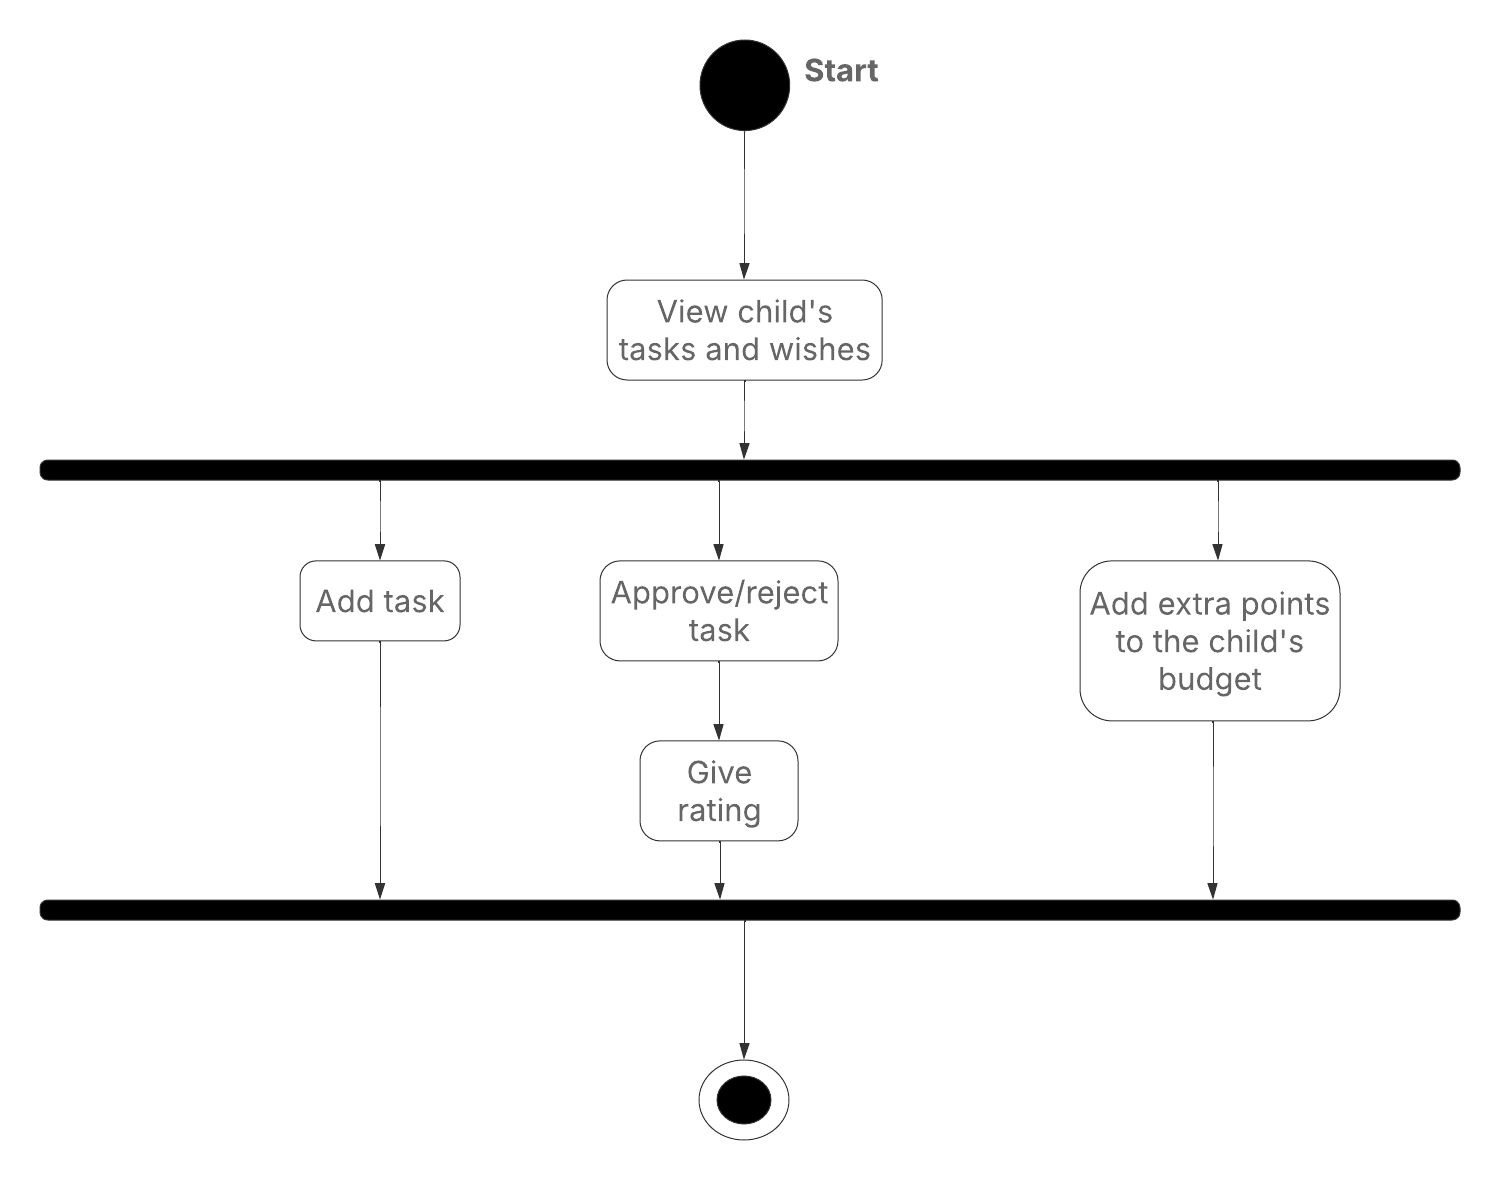 Start
View child's
tasks and wishes
Add task
Approve/reject
task
Add extra points
to the child's
budget
Give
rating